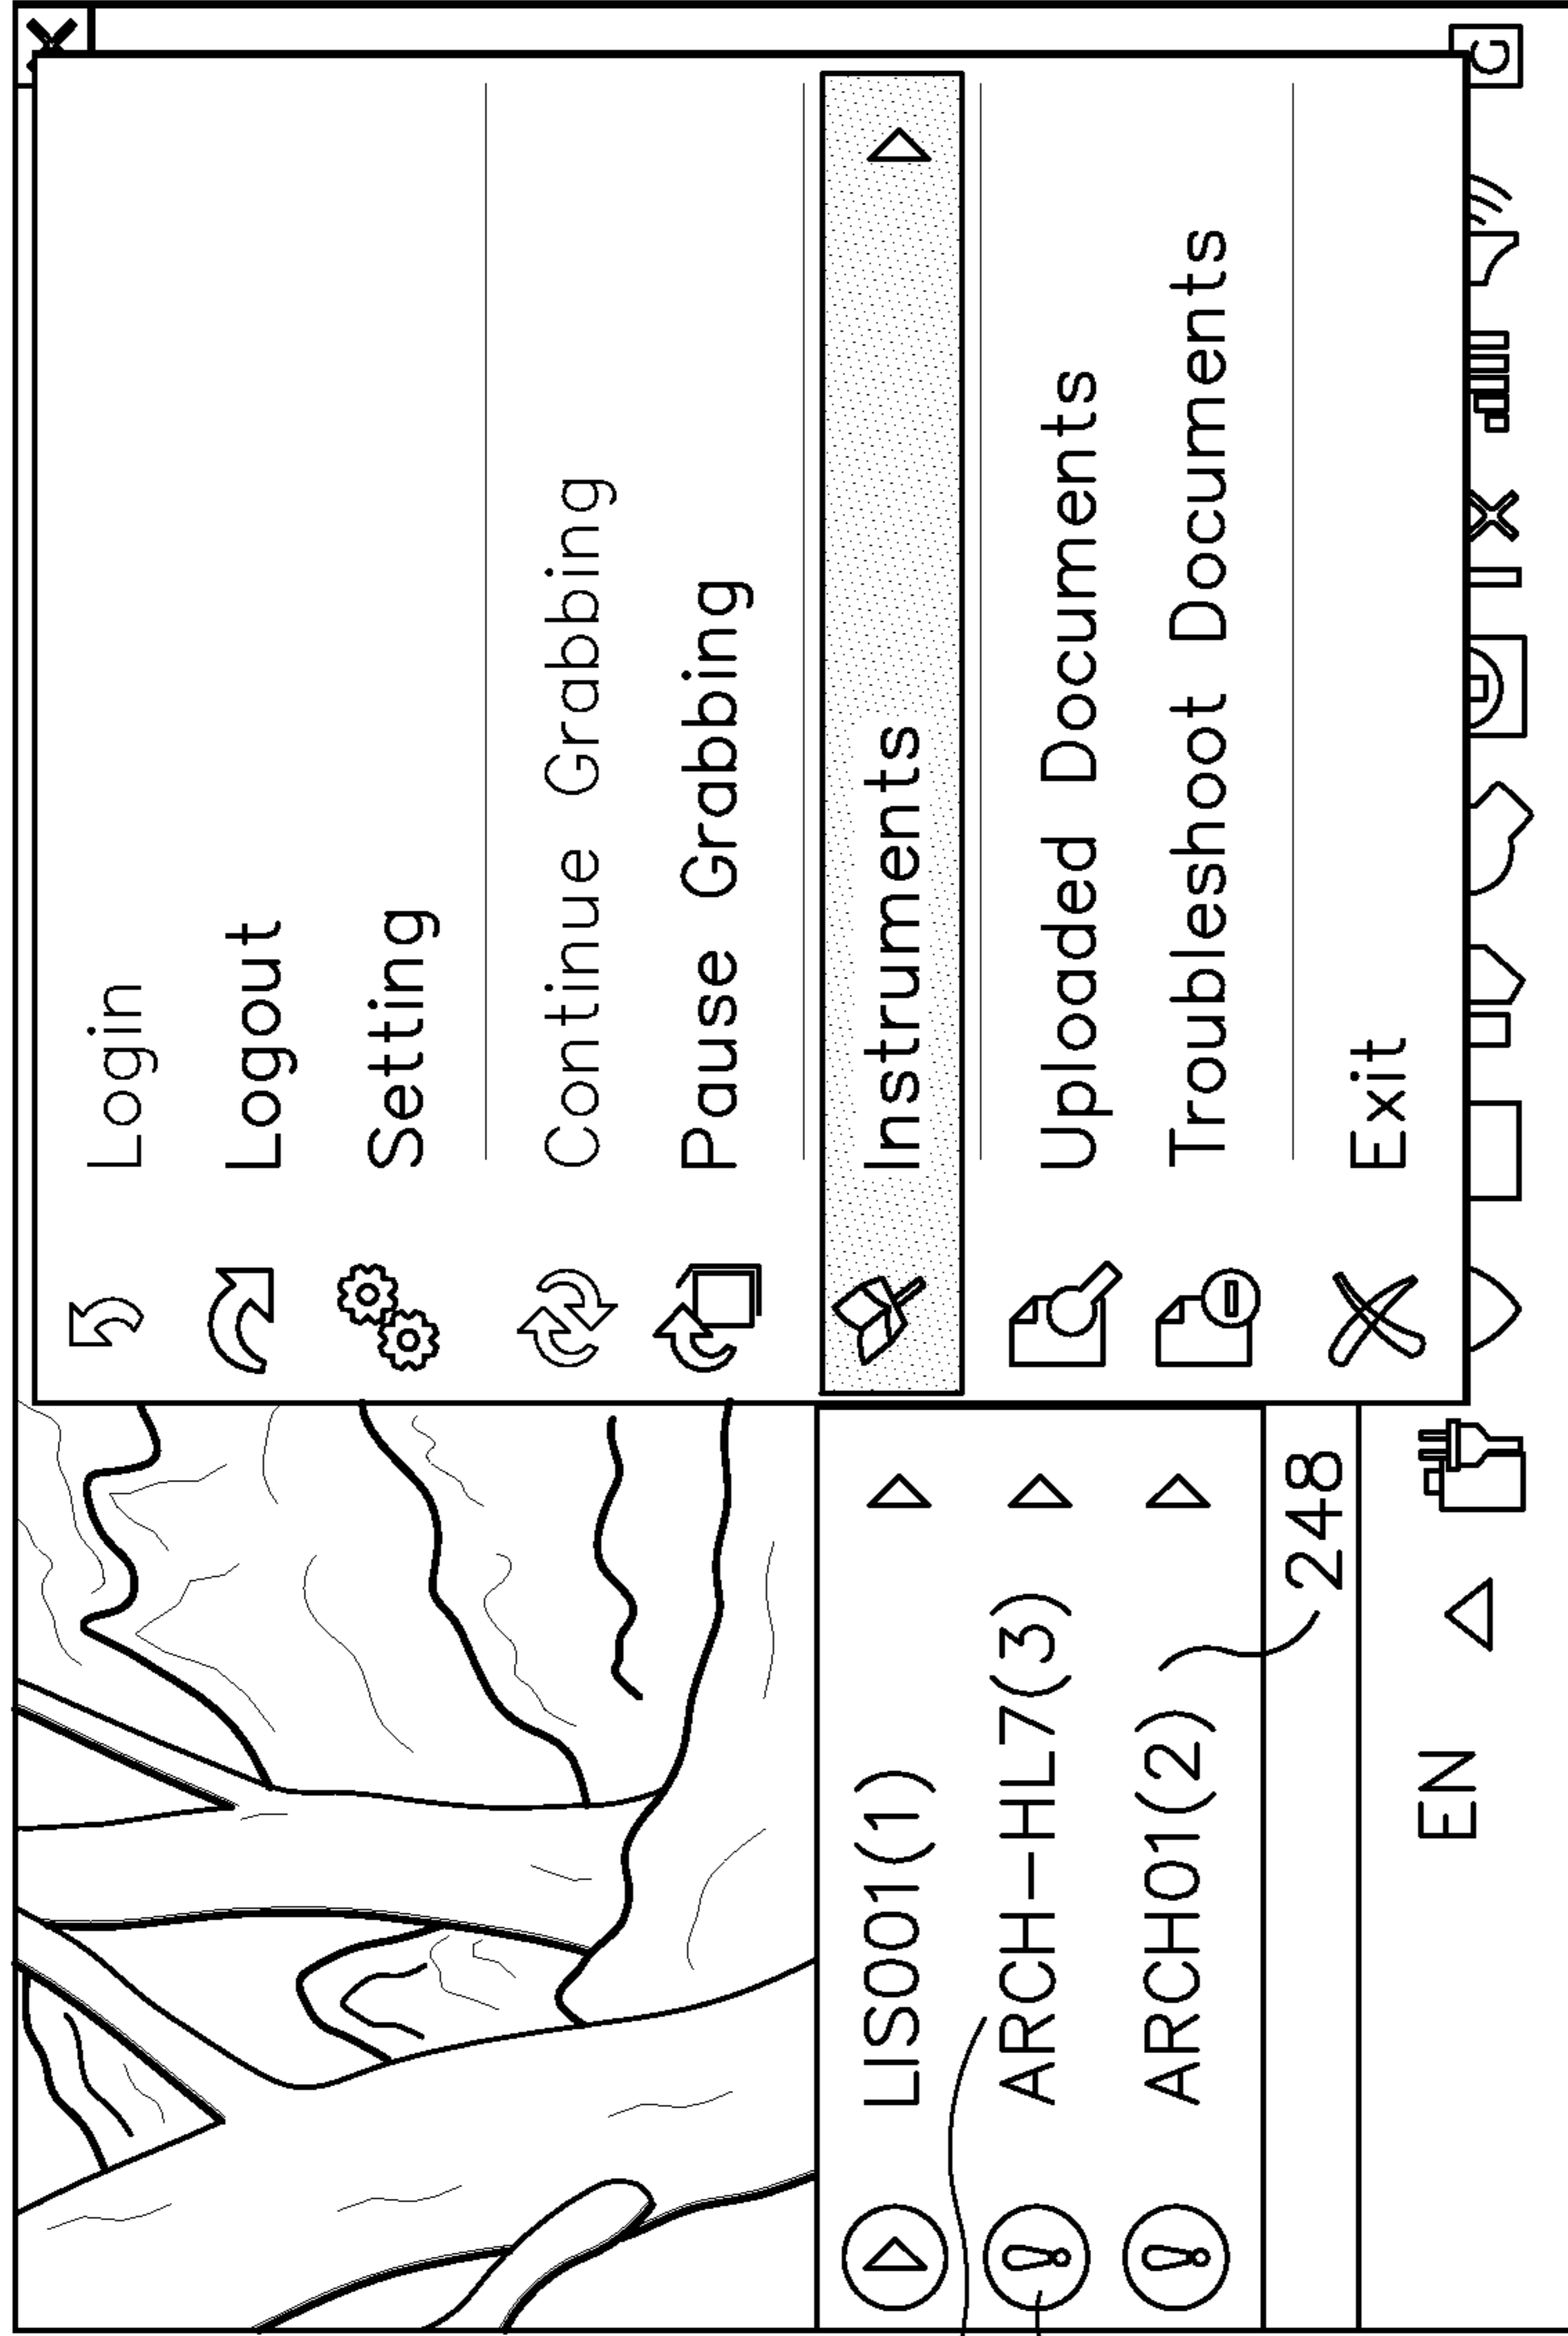 Login
Logout
Setting
Continue Grabbing
Pause Grabbing
Instruments
Uploaded Documents
Troubleshoot Documents
Exit
LIS001(1)
ARCH-HL7(3)
ARCH01(2)
248
EN
G